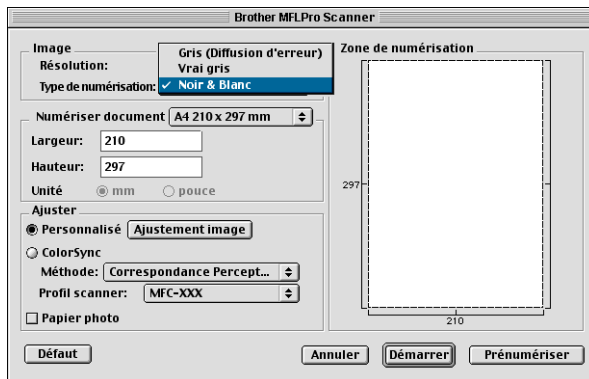 Brother MFLPro Scanner
Image
Résolution:
Type de numérisation:
Gris (Diffusion d'erreur)
Vrai gris
✓ Noir & Blanc
Numériser document A4 210 x 297 mm
Largeur: 210
Hauteur: 297
Unité mm pouce
Ajuster
Personnalisé Ajustement image
ColorSync
Méthode: Correspondance Percept...
Profil scanner: MFC-XXX
Papier photo
Zone de numérisation
297
210
Défaut Annuler Démarrer Prénumériser